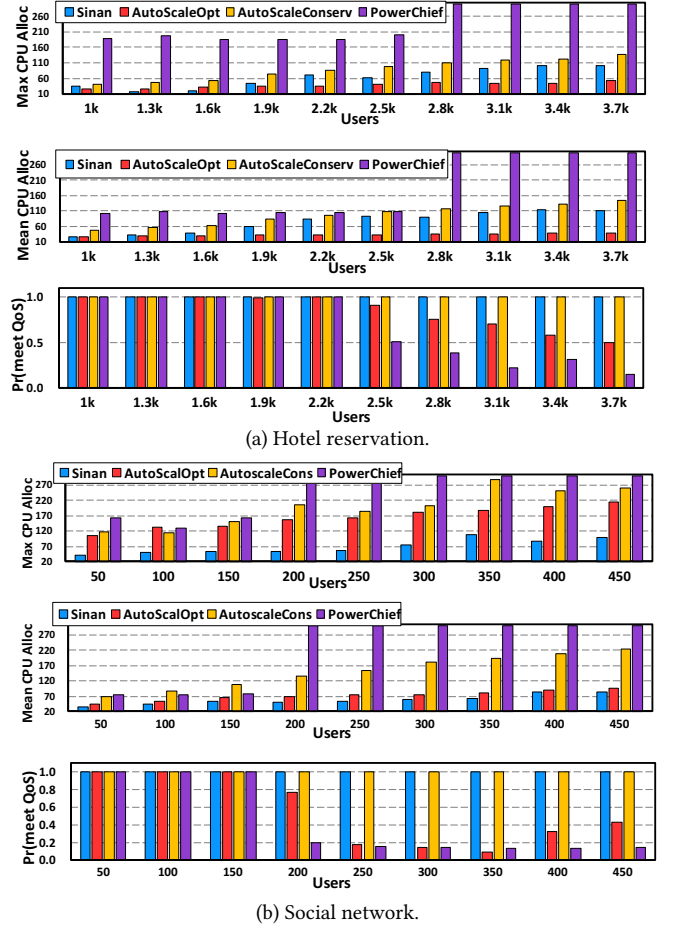 Sinan AutoScaleOpt AutoScaleConserv PowerChief
Max CPU Alloc
260
210
160
110
60
10
1k 1.3k 1.6k 1.9k 2.2k 2.5k 2.8k 3.1k 3.4k 3.7k
Users
Sinan AutoScaleOpt AutoScaleConserv PowerChief
Mean CPU Alloc
260
210
160
110
60
10
1k 1.3k 1.6k 1.9k 2.2k 2.5k 2.8k 3.1k 3.4k 3.7k
Users
Pr(meet QoS)
1.0
0.5
0.0
1k 1.3k 1.6k 1.9k 2.2k 2.5k 2.8k 3.1k 3.4k 3.7k
Users
(a) Hotel reservation.
Sinan AutoScalOpt AutoscaleCons PowerChief
Max CPU Alloc
270
220
170
120
70
20
50 100 150 200 250 300 350 400 450
Users
Sinan AutoScalOpt AutoscaleCons PowerChief
Mean CPU Alloc
270
220
170
120
70
20
50 100 150 200 250 300 350 400 450
Users
Pr(meet QoS)
1.0
0.8
0.6
0.4
0.2
0.0
50 100 150 200 250 300 350 400 450
Users
(b) Social network.